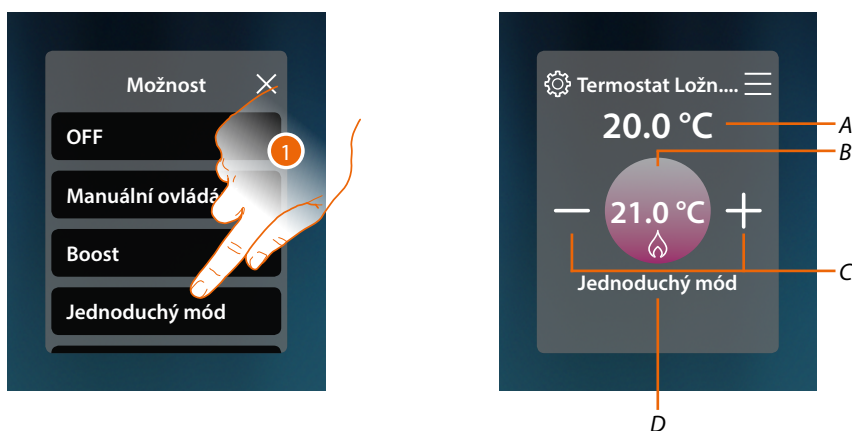 Možnost
OFF
1
Manuální ovládá
Boost
Jednoduchý mód
Termostat Ložn....
20.0 °C
A
B
21.0 °C
C
Jednoduchý mód
D